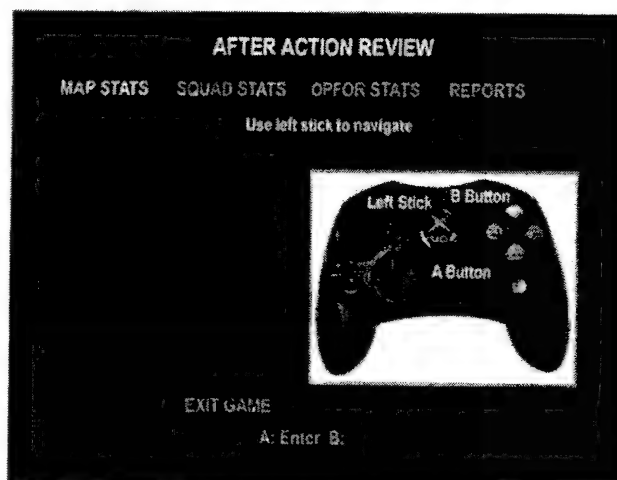 AFTER ACTION REVIEW
MAP STATS SQUAD STATS OPFOR STATS REPORTS
Use left stick to navigate
Left Stick B Button
A Button
EXIT GAME
A: Enter B: